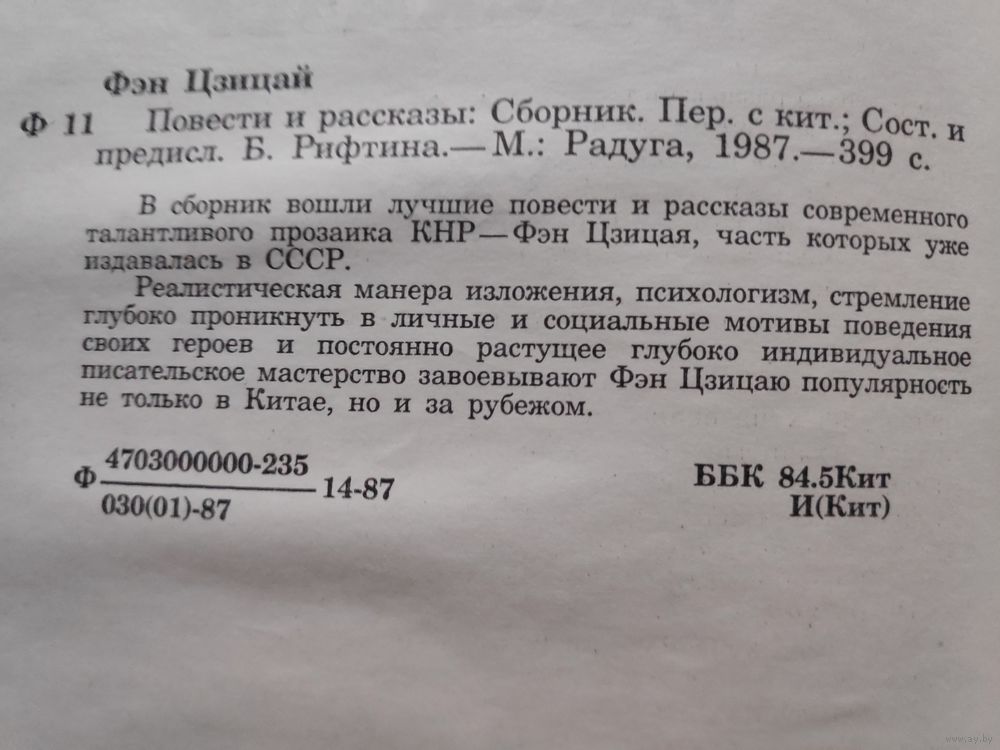 Фэн Цзицай
Ф 11 Повести и рассказы: Сборник. Пер. с кит.; Сост. и
предисл. Б. Рифтина.—М.: Радуга, 1987.—399 с.
В сборник вошли лучшие повести и рассказы современного
талантливого прозаика КНР—Фэн Цзицая, часть которых уже
издавалась в СССР.
Реалистическая манера изложения, психологизм, стремление
глубоко проникнуть в личные и социальные мотивы поведения
своих героев и постоянно растущее глубоко индивидуальное
писательское мастерство завоевывают Фэн Цзицаю популярность
не только в Китае, но и за рубежом.
Ф 4703000000-235
030(01)-87
14-87
ББК 84.5Кит
И(Кит)
www.ay.by